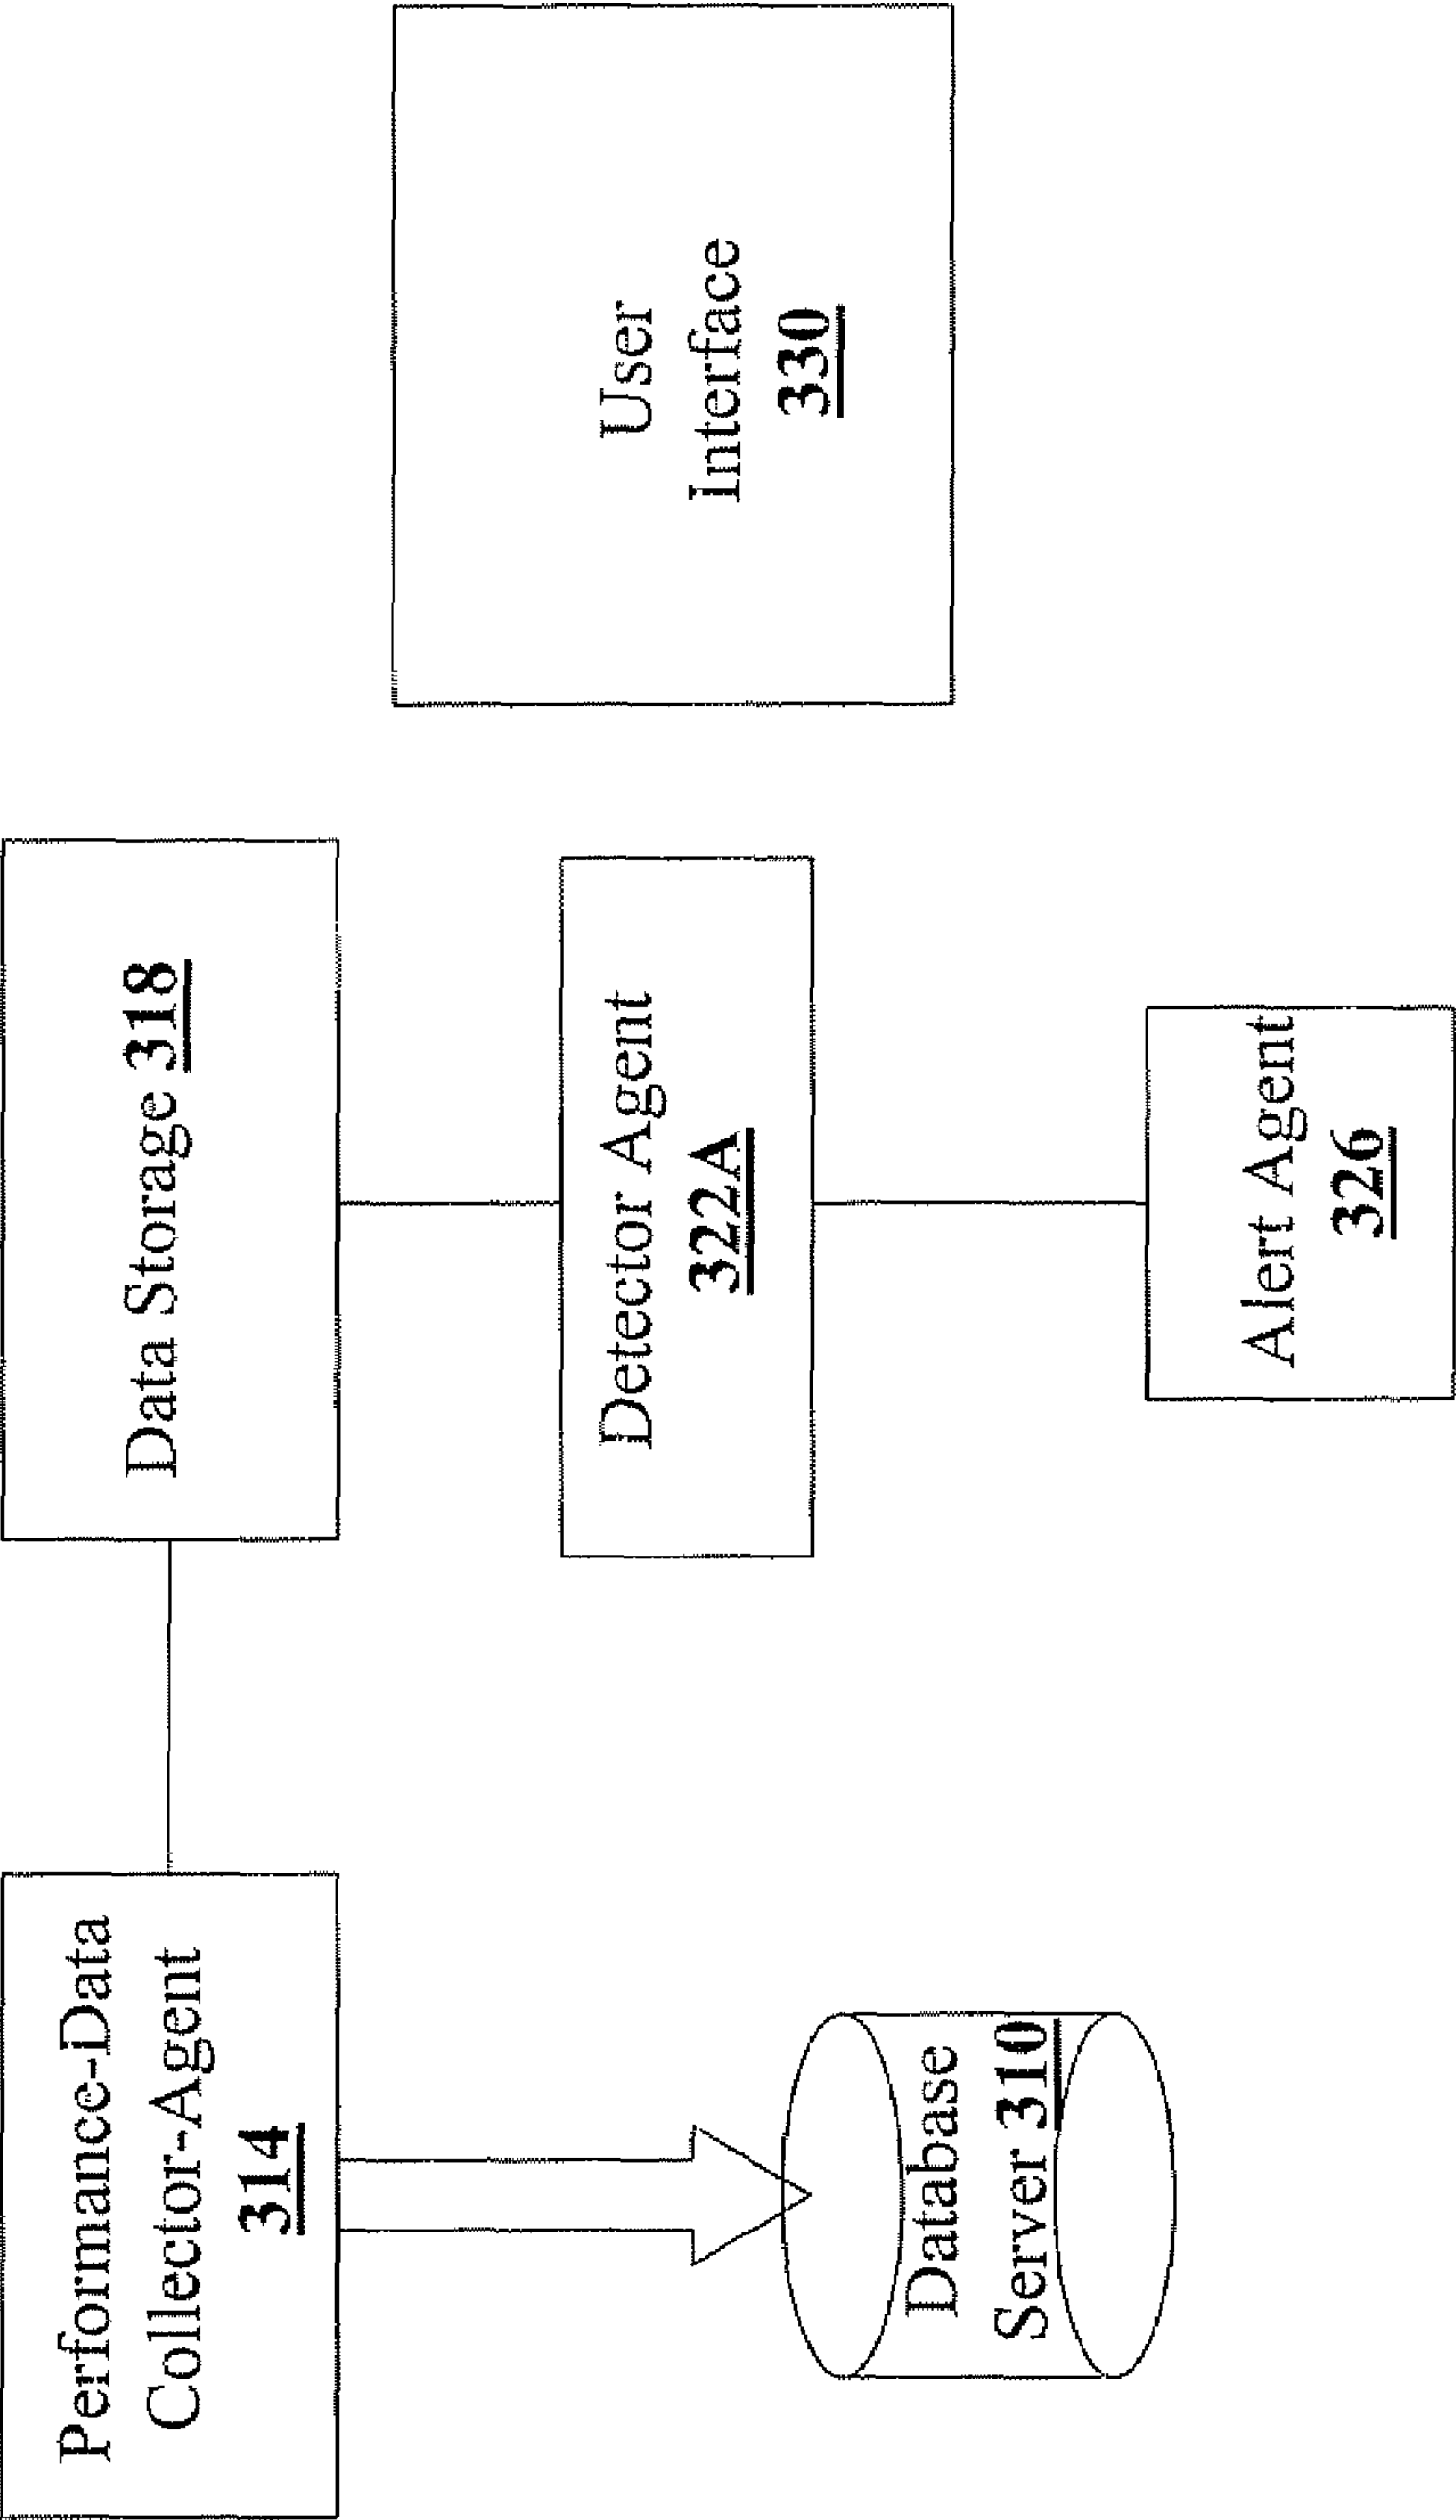 Performance-Data
Collector-Agent
314
Data Storage 318
Detector Agent
322A
User
Interface
330
Database
Server 310
Alert Agent
326